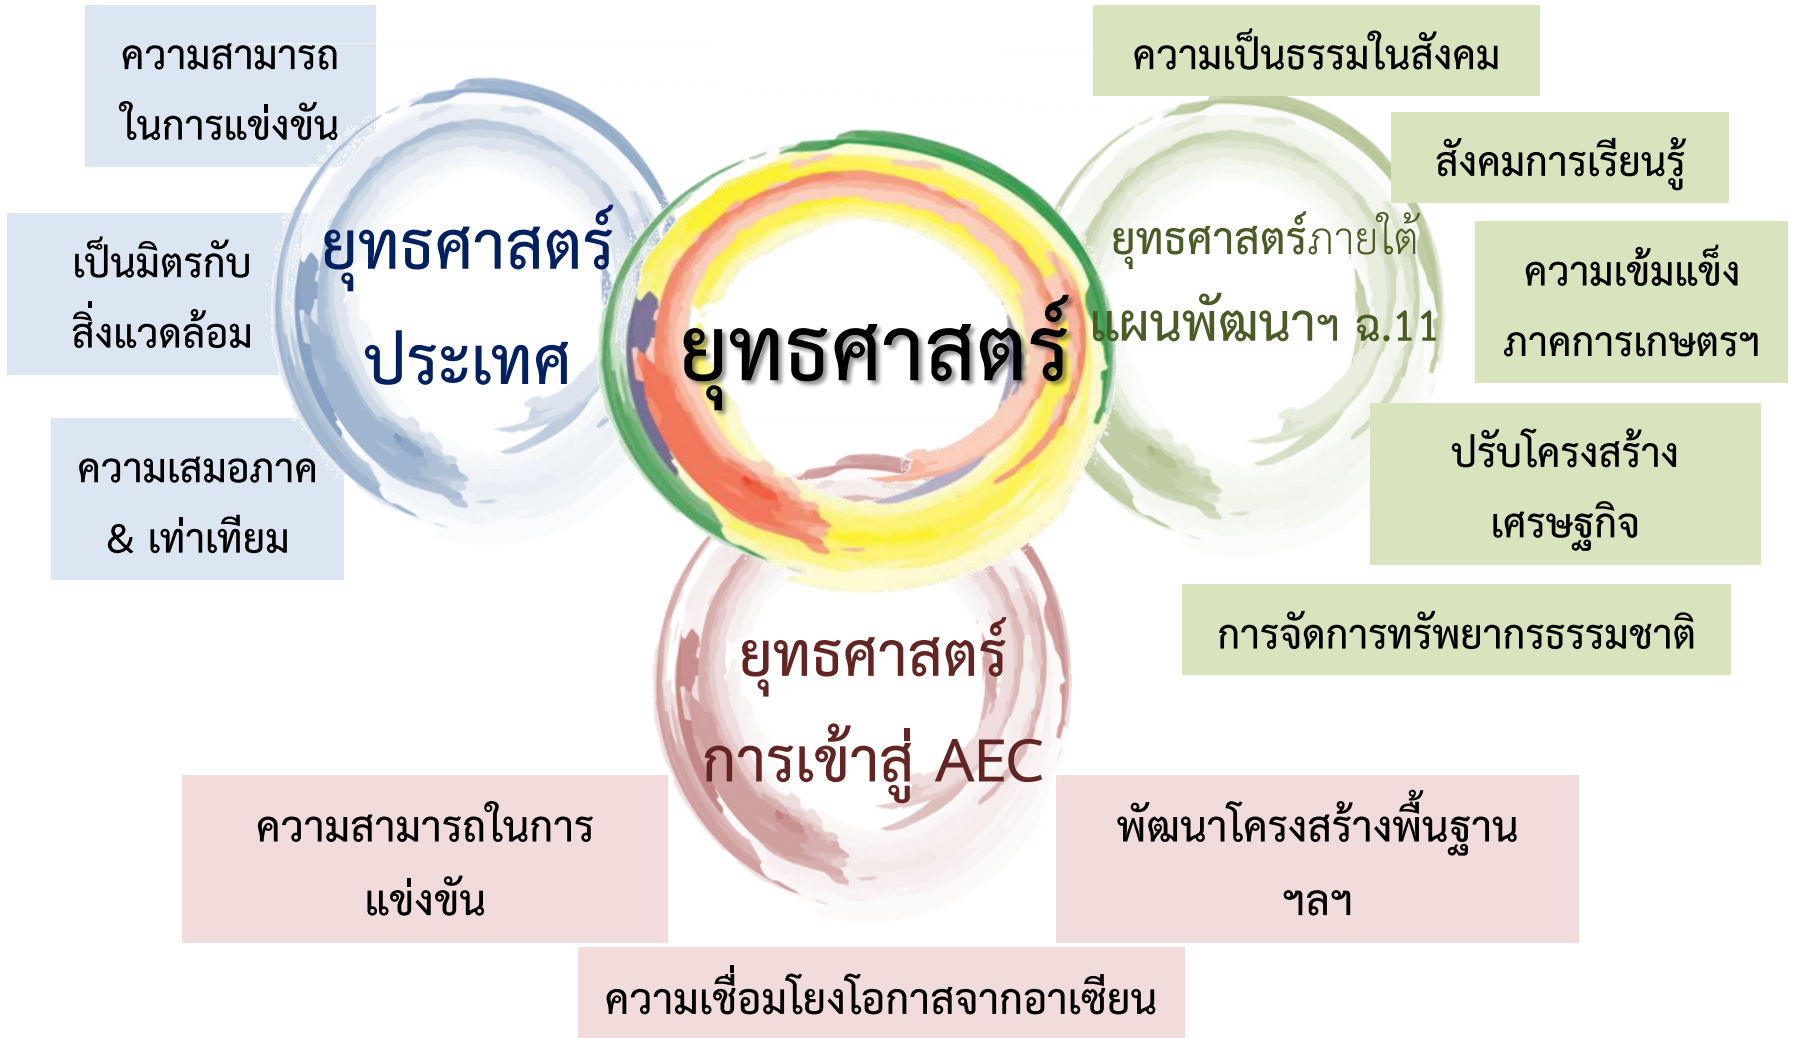 ความสามารถ
ในการแข่งขัน
เป็นมิตรกับ
สิ่งแวดล้อม
ความเสมอภาค
& เท่าเทียม
ยุทธศาสตร์
ประเทศ
ยุทธศาสตร์
ยุทธศาสตร์ภายใต้
แผนพัฒนาฯ ฉ.11
ความเป็นธรรมในสังคม
สังคมการเรียนรู้
ความเข้มแข็ง
ภาคการเกษตรฯ
ปรับโครงสร้าง
เศรษฐกิจ
การจัดการทรัพยากรธรรมชาติ
ยุทธศาสตร์
การเข้าสู่ AEC
ความสามารถในการ
แข่งขัน
พัฒนาโครงสร้างพื้นฐาน
ฯลฯ
ความเชื่อมโยงโอกาสจากอาเซียน